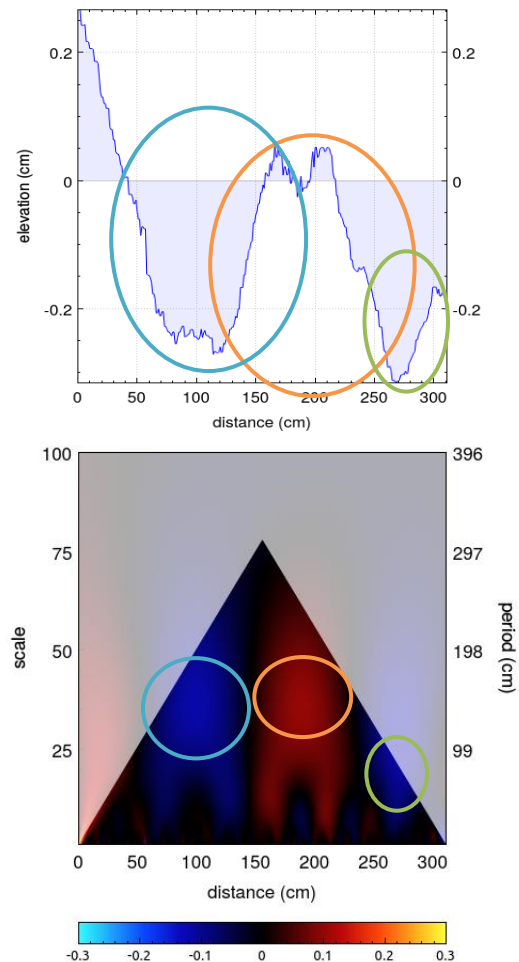 0.2 0.2
elevation (cm)
0 0
-0.2 -0.2
0 50 100 150 200 250 300
distance (cm)
100 396
75 297
scale
50 198
period (cm)
25 99
0 50 100 150 200 250 300
distance (cm)
-0.3 -0.2 -0.1 0 0.1 0.2 0.3